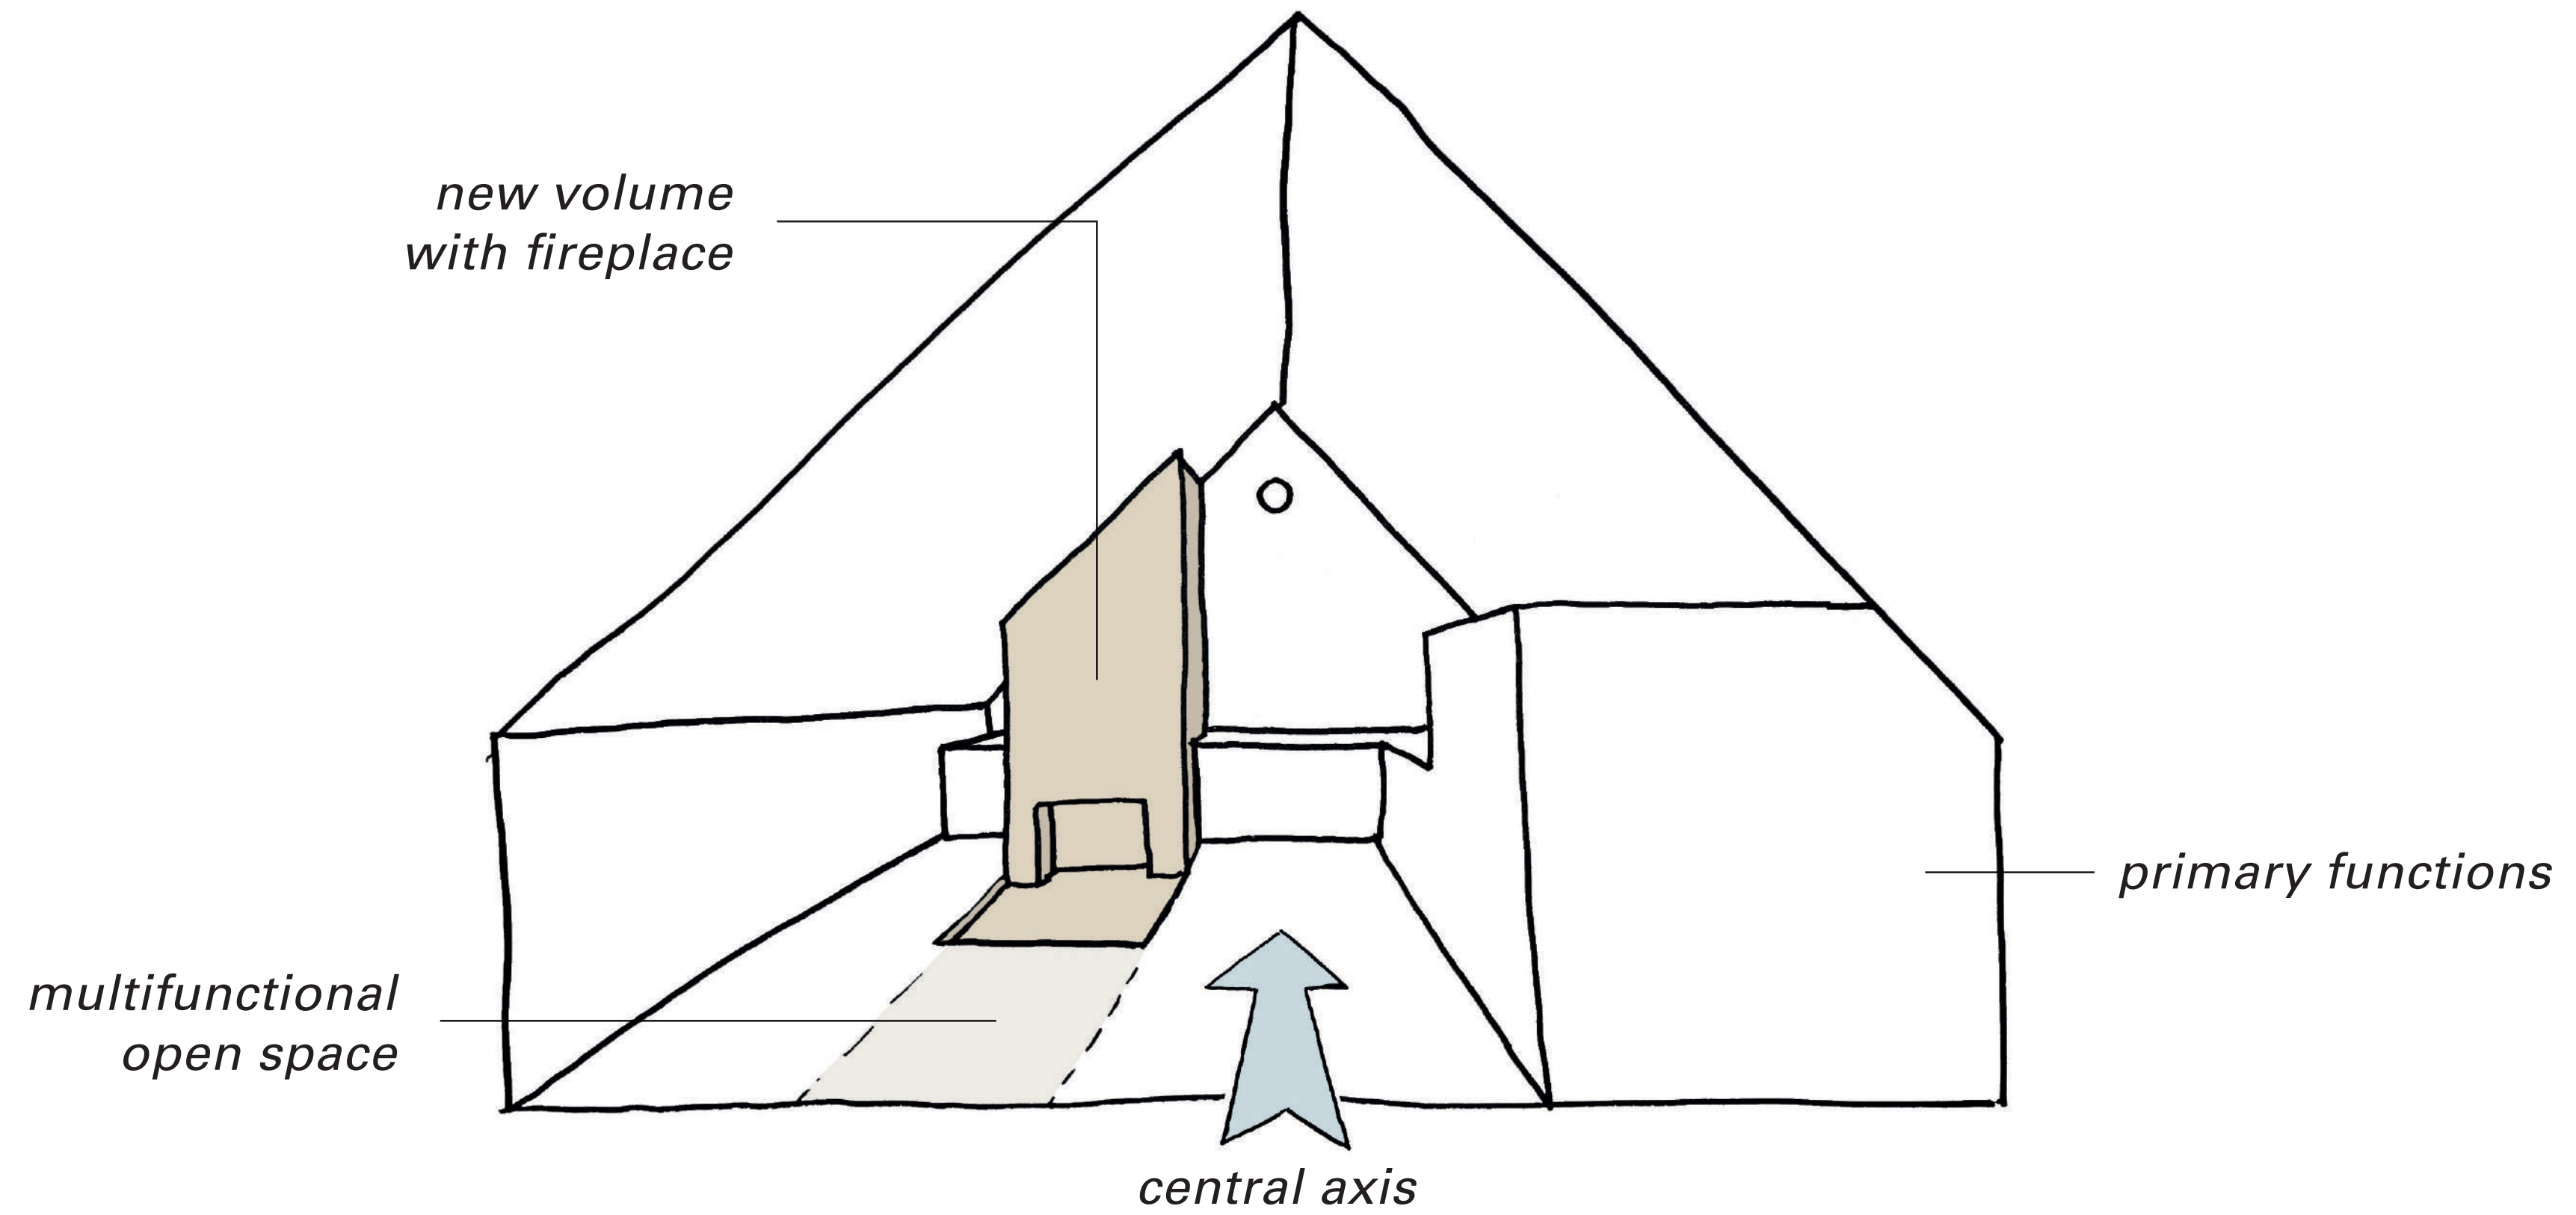 new volume
with fireplace
primary functions
multifunctional
open space
central axis